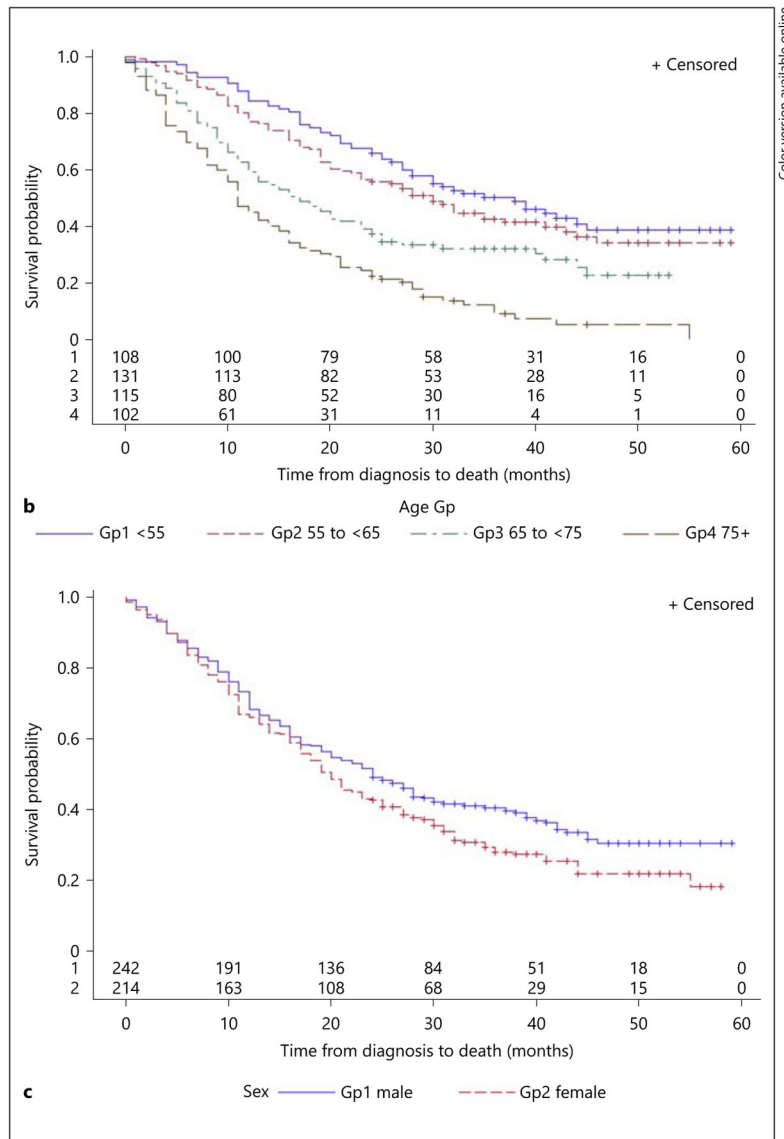 Color version available online
1.0
+ Censored
0.8
0.6
0.4
0.2
0
Survival probability
1 108 100 79 58 31 16 0
2 131 113 82 53 28 11 0
3 115 80 52 30 16 5 0
4 102 61 31 11 4 1 0
0 10 20 30 40 50 60
Time from diagnosis to death (months)
b
Age Gp
Gp1 <55 Gp2 55 to <65 Gp3 65 to <75 Gp4 75+
1.0
+ Censored
0.8
0.6
0.4
0.2
0
Survival probability
1 242 191 136 84 51 18 0
2 214 163 108 68 29 15 0
0 10 20 30 40 50 60
Time from diagnosis to death (months)
c
Sex Gp1 male Gp2 female